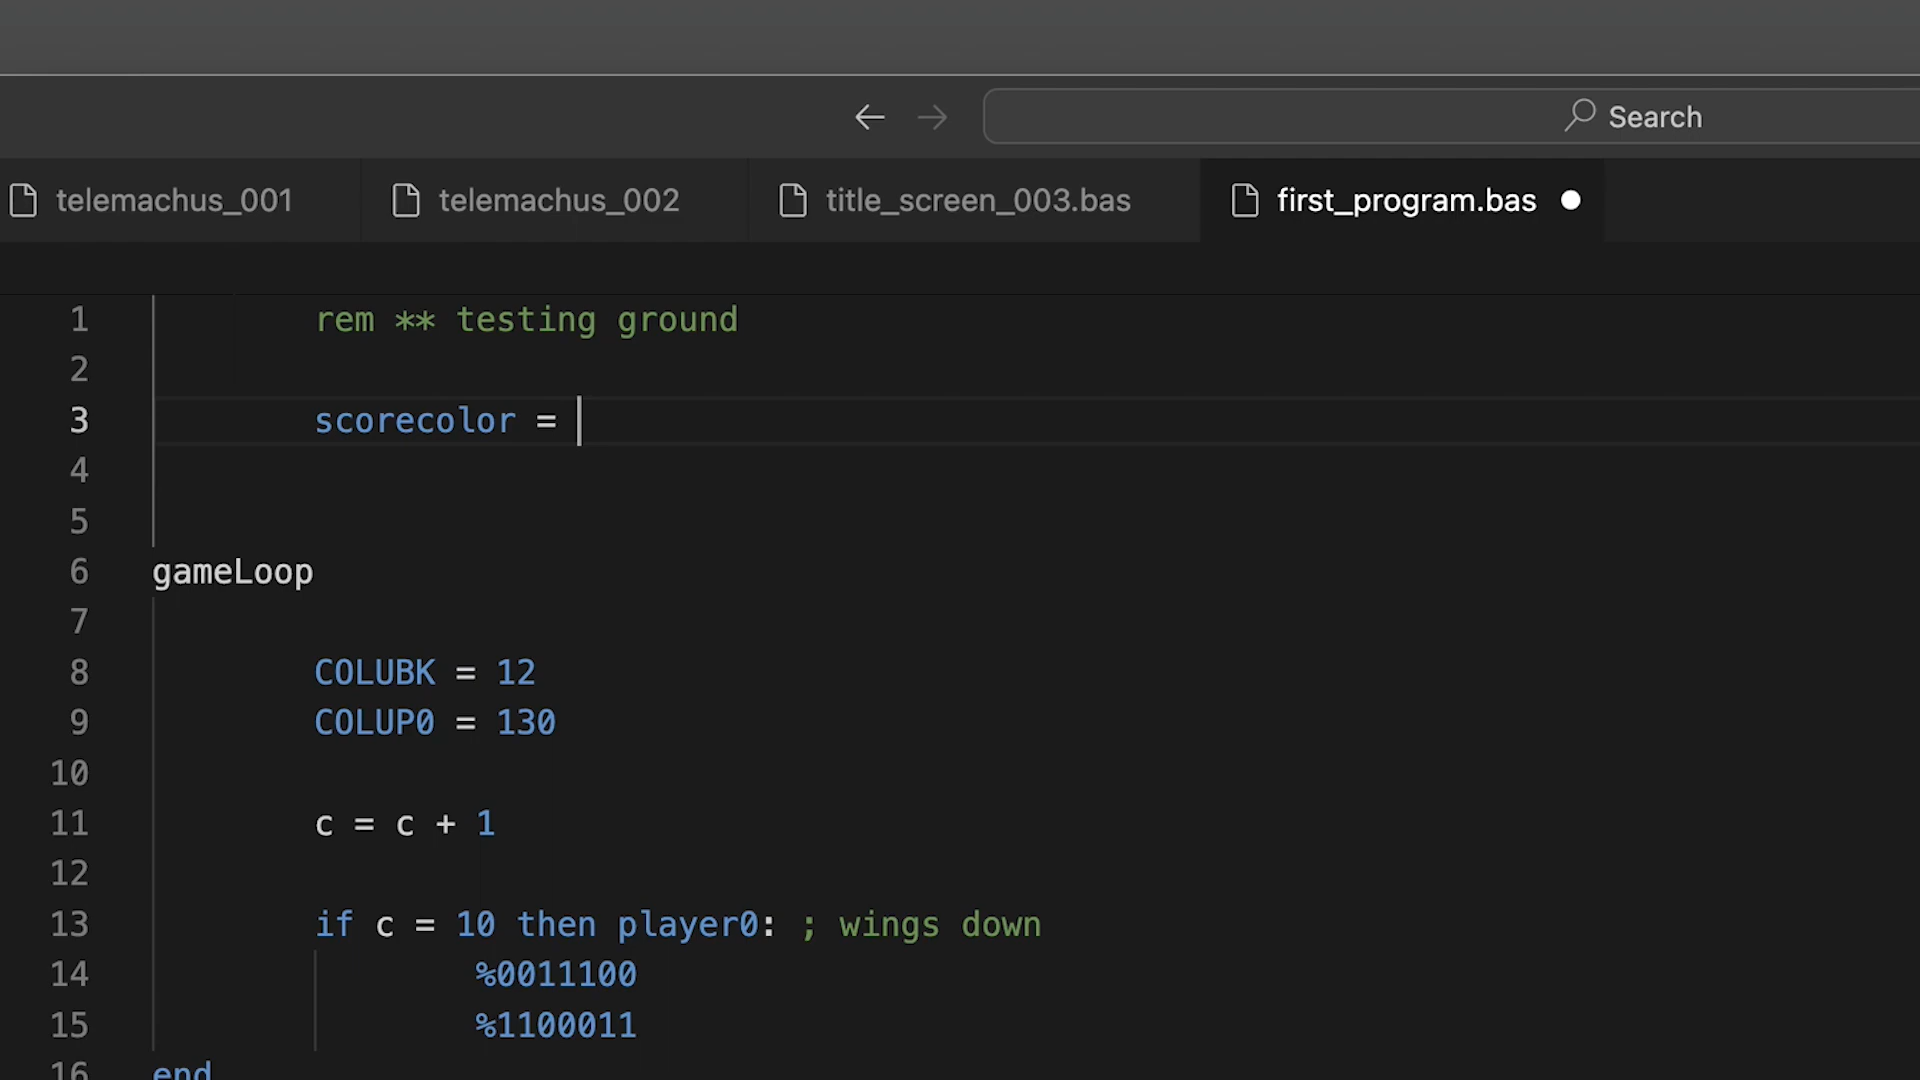 Search
telemachus_001 telemachus_002 title_screen_003.bas first_program.bas
1 rem ** testing ground
2
3 scorecolor =
4
5
6 gameLoop
7
8 COLUBK = 12
9 COLUP0 = 130
10
11 c = c + 1
12
13 if c = 10 then player0: ; wings down
14 %0011100
15 %1100011
16 end